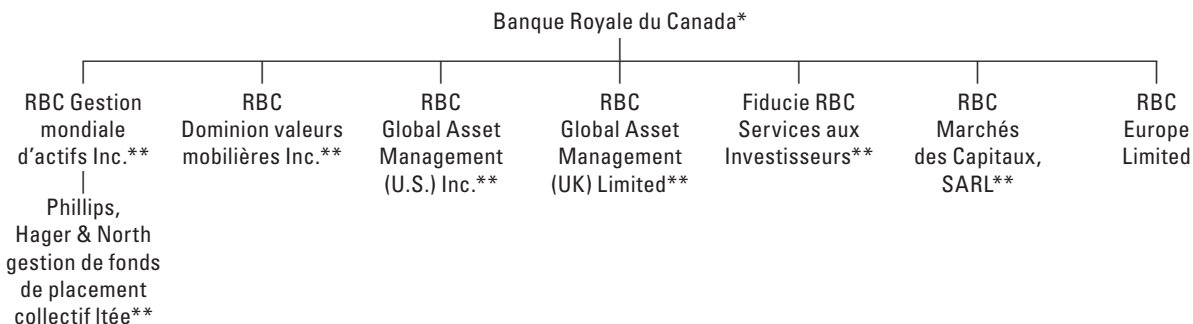 Banque Royale du Canada*
RBC Gestion
mondiale
d'actifs Inc.**
Phillips,
Hager & North
gestion de fonds
de placement
collectif ltée**
RBC
Dominion valeurs
mobilières Inc.**
RBC
Global Asset
Management
(U.S.) Inc.**
RBC
Global Asset
Management
(UK) Limited**
Fiducie RBC
Services aux
Investisseurs**
RBC
Marchés
des Capitaux,
SARL**
RBC
Europe
Limited